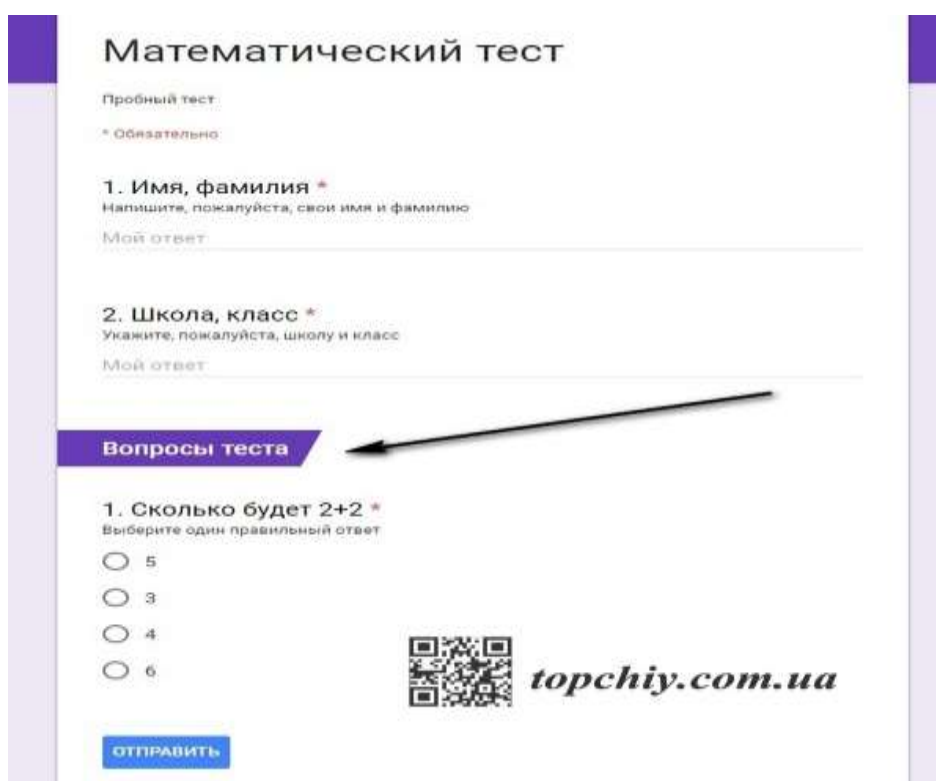 Математический тест
Пробный тест
* Обязательно
1. Имя, фамилия *
Напишите, пожалуйста, свои имя и фамилию
Мой ответ
2. Школа, класс *
Укажите, пожалуйста, школу и класс
Мой ответ
Вопросы теста
1. Сколько будет 2+2 *
Выберите один правильный ответ
5
3
4
6
topchiy.com.ua
ОТПРАВИТЬ